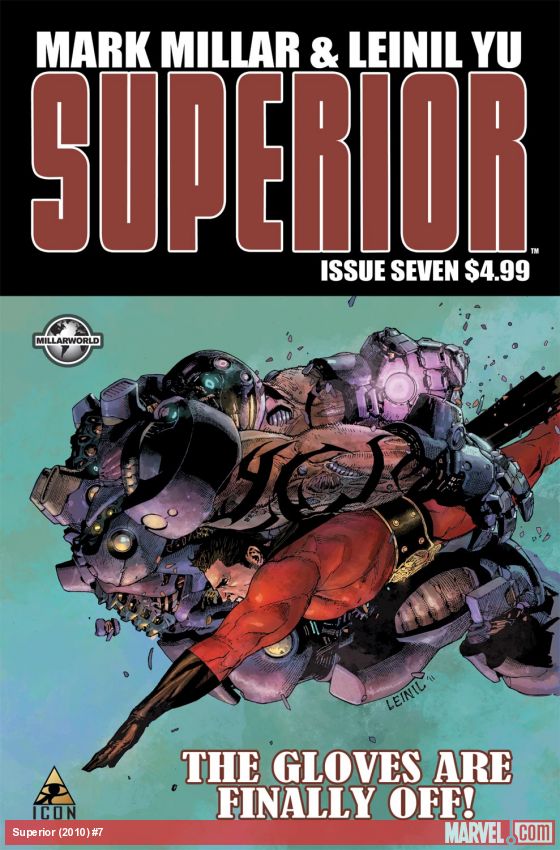 MARK MILLAR & LEINIL YU
SUPERIOR™
ISSUE SEVEN $4.99
MILLARWORLD
LEINIL '11
THE GLOVES ARE
FINALLY OFF!
ICON
Superior (2010) #7
MARVEL.com